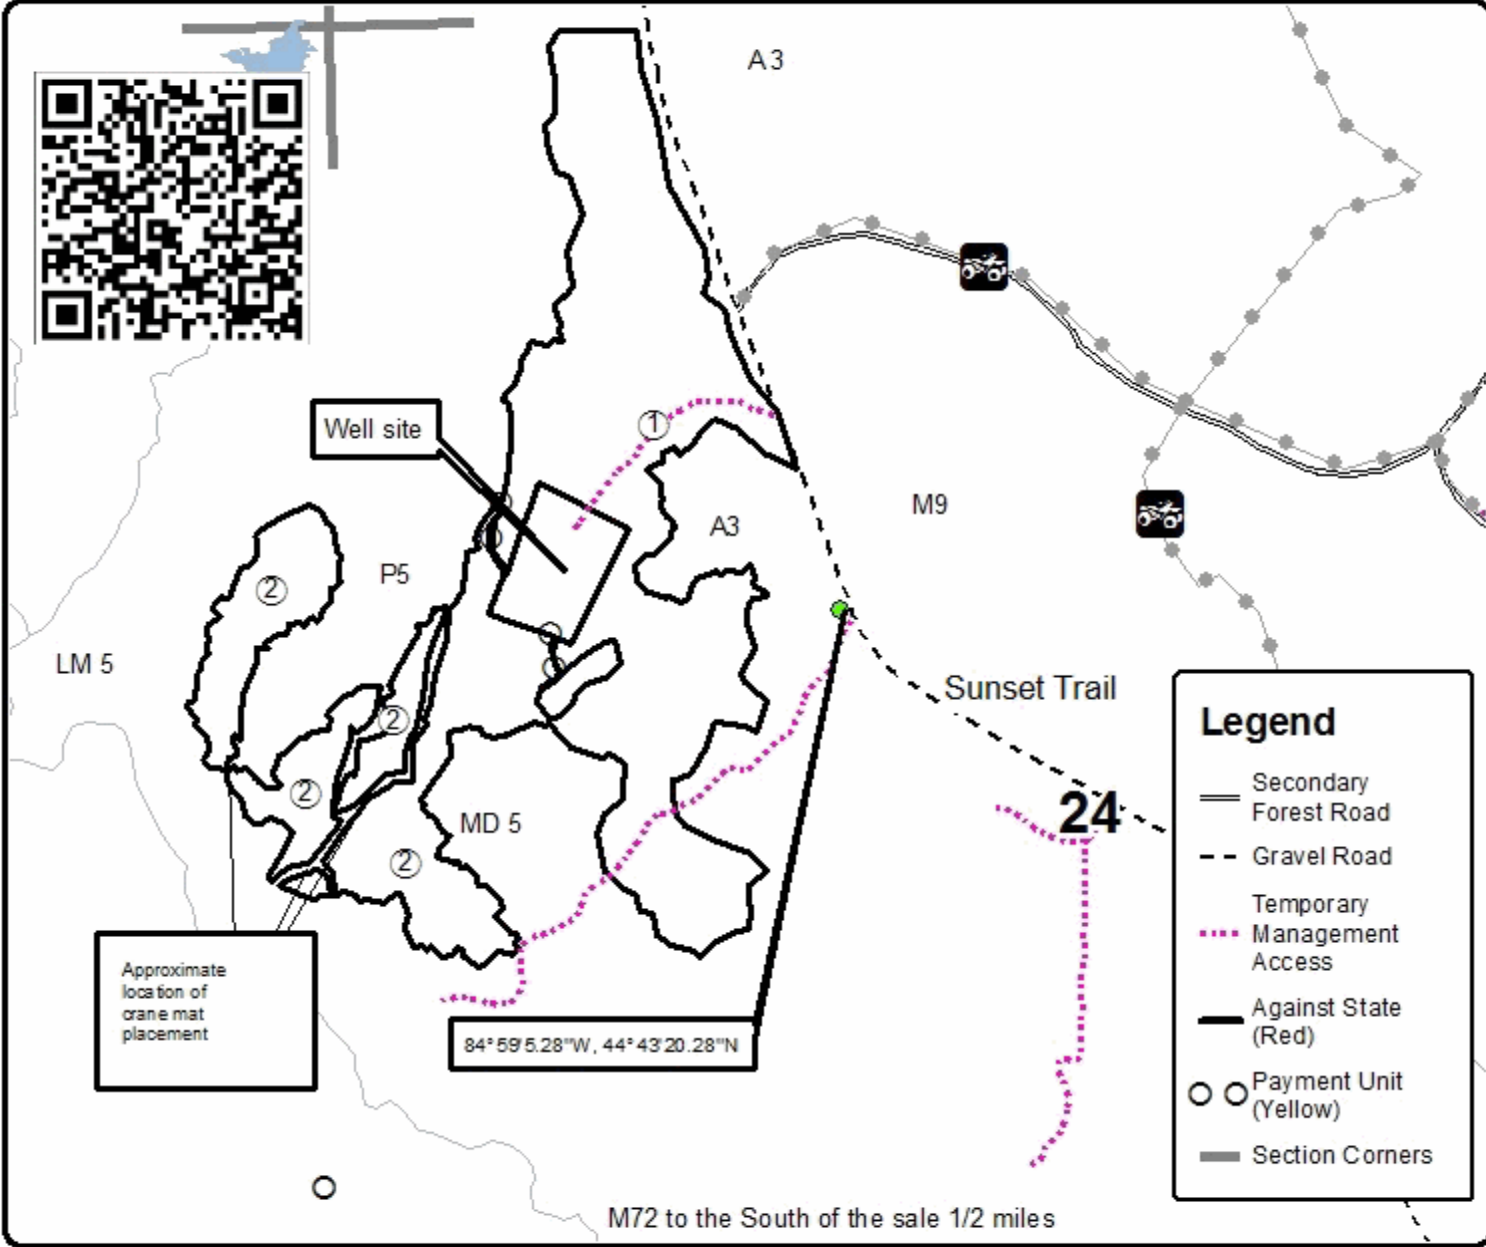 A3
Well site
1
A3
M9
P5
2
LM 5
2
Sunset Trail
2
MD 5
24
2
Approximate
location of
crane mat
placement
84°59'5.28"W, 44°43'20.28"N
M72 to the South of the sale 1/2 miles
Legend
Secondary
Forest Road
Gravel Road
Temporary
Management
Access
Against State
(Red)
Payment Unit
(Yellow)
Section Corners